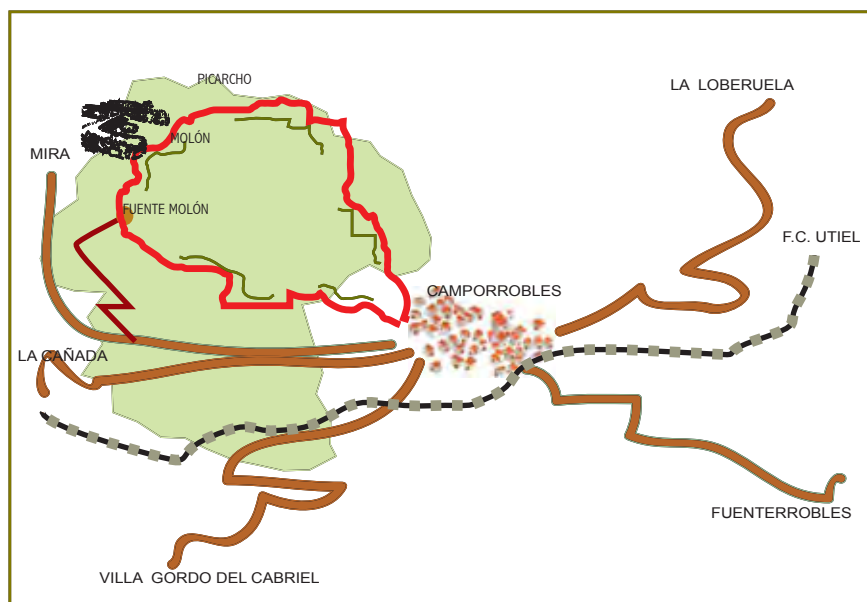 PICARCHO
LA LOBERUELA
MOLÓN
MIRA
FUENTE MOLÓN
F.C. UTIEL
CAMPORROBLES
LA CAÑADA
FUENTERROBLES
VILLA GORDO DEL CABRIEL